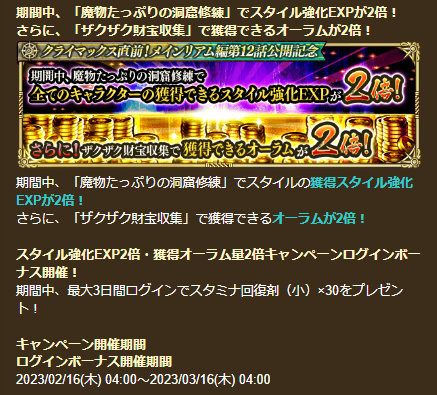 期間中、「魔物たっぷりの洞窟修練」でスタイル強化EXPが2倍！
さらに、「ザクザク財宝収集」で獲得できるオーラムが2倍！
クライマックス直前!メインリアム編第12話公開記念
期間中、魔物たっぷりの洞窟修練で
全てのキャラクターの獲得できるスタイル強化EXPが2倍!
さらに!ザクザク財宝収集で獲得できるオーラムが2倍!
期間中、「魔物たっぷりの洞窟修練」でスタイルの獲得スタイル強化
EXPが2倍！
さらに、「ザクザク財宝収集」で獲得できるオーラムが2倍！
スタイル強化EXP2倍・獲得オーラム量2倍キャンペーンログインボー
ナス開催！
期間中、最大3日間ログインでスタミナ回復剤（小）×30をプレゼン
ト！
キャンペーン開催期間
ログインボーナス開催期間
2023/02/16(木) 04:00～2023/03/16(木) 04:00